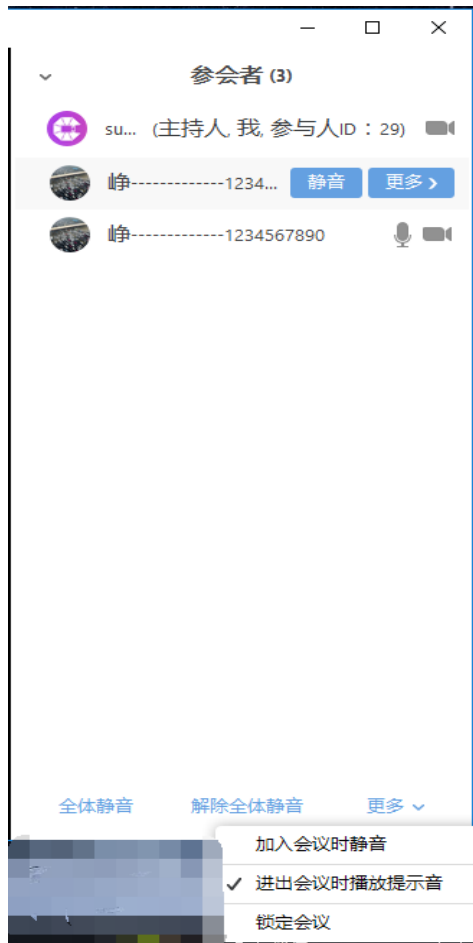 参会者 (3)
su... (主持人, 我, 参与人ID：29)
峥-------------1234... 静音 更多
峥-------------1234567890
全体静音 解除全体静音 更多
加入会议时静音
进出会议时播放提示音
锁定会议